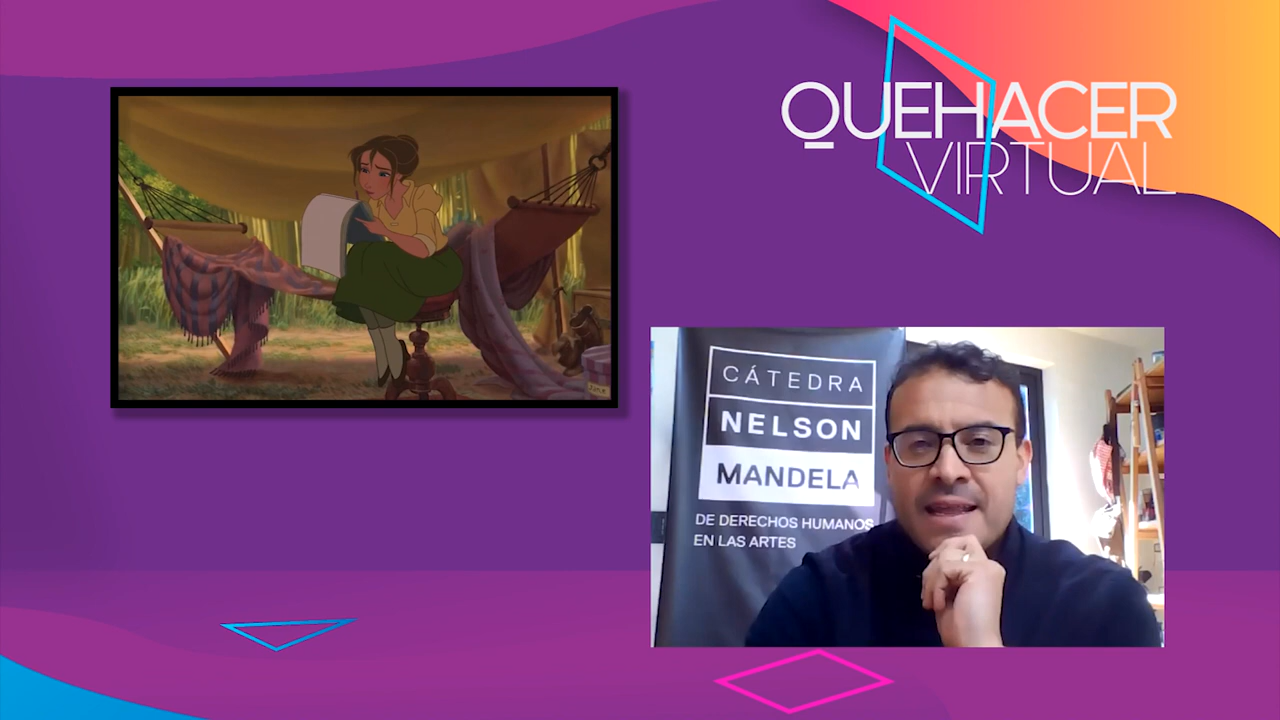 QUEHACER
VIRTUAL
CÁTEDRA
NELSON
MANDELA
DE DERECHOS HUMANOS
EN LAS ARTES